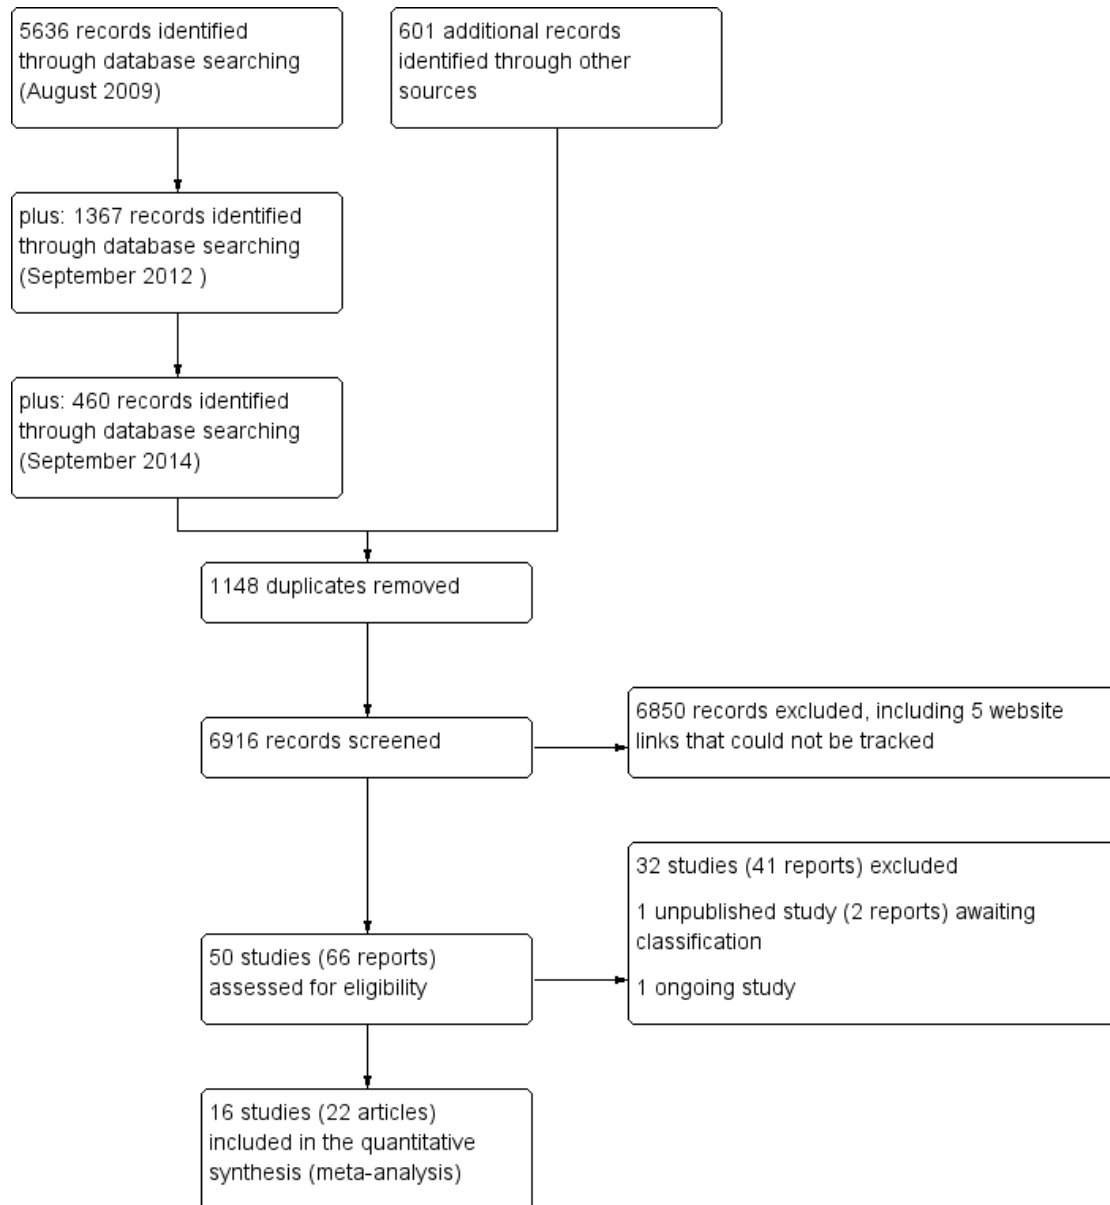 5636 records identified
through database searching
(August 2009)
601 additional records
identified through other
sources
plus: 1367 records identified
through database searching
(September 2012 )
plus: 460 records identified
through database searching
(September 2014)
1148 duplicates removed
6916 records screened
6850 records excluded, including 5 website
links that could not be tracked
50 studies (66 reports)
assessed for eligibility
32 studies (41 reports) excluded
1 unpublished study (2 reports) awaiting
classification
1 ongoing study
16 studies (22 articles)
included in the quantitative
synthesis (meta-analysis)